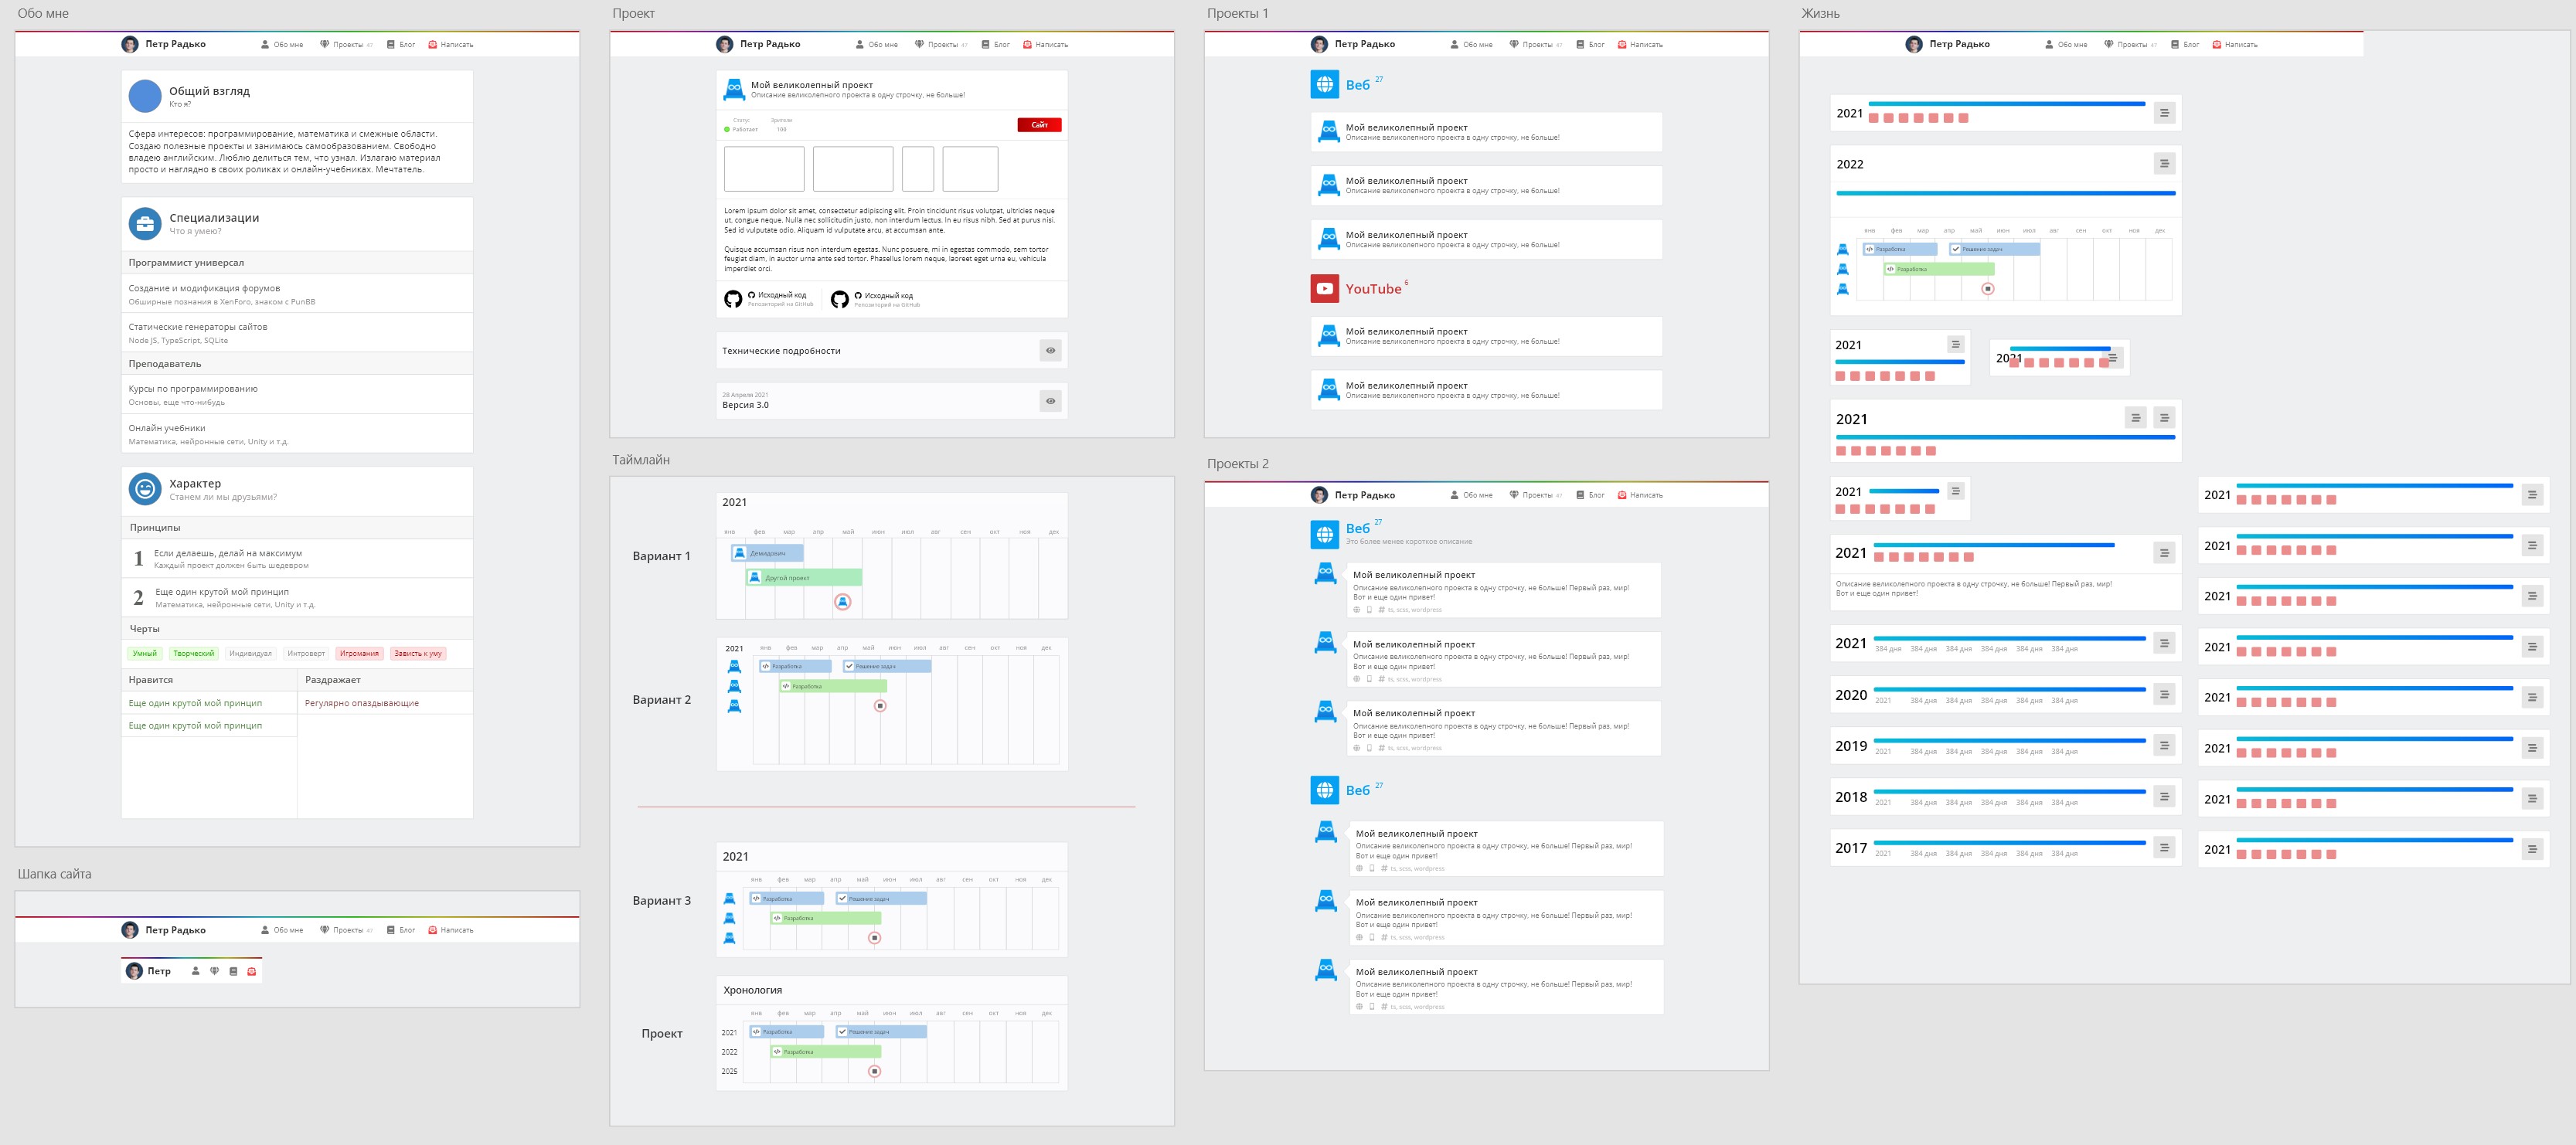 Обо мне
Петр Радько
Обо мне
Проекты 47
Блог
Написать
Общий взгляд
Кто я?
Сфера интересов: программирование, математика и смежные области.
Создаю полезные проекты и занимаюсь самообразованием. Свободно
владею английским. Люблю делиться тем, что узнал. Излагаю материал
просто и наглядно в своих роликах и онлайн-учебниках. Мечтатель.
Специализации
Что я умею?
Программист универсал
Создание и модификация форумов
Обширные познания в XenForo, знаком с PunBB
Статические генераторы сайтов
Node JS, TypeScript, SQLite
Преподаватель
Курсы по программированию
Основы, еще что-нибудь
Онлайн учебники
Математика, нейронные сети, Unity и т.д.
Характер
Станем ли мы друзьями?
Принципы
1
Если делаешь, делай на максимум
Каждый проект должен быть шедевром
2
Еще один крутой мой принцип
Математика, нейронные сети, Unity и т.д.
Черты
Умный Творческий Индивидуал Интроверт Игромания Зависть к уму
Нравится
Раздражает
Еще один крутой мой принцип
Регулярно опаздывающие
Еще один крутой мой принцип
Шапка сайта
Петр Радько
Обо мне
Проекты 47
Блог
Написать
Петр
Проект
Петр Радько
Обо мне
Проекты 47
Блог
Написать
Мой великолепный проект
Описание великолепного проекта в одну строчку, не больше!
Статус:
Работает
Зрители:
100
Сайт
Lorem ipsum dolor sit amet, consectetur adipiscing elit. Proin tincidunt risus volutpat, ultricies neque
ut, congue neque. Nulla nec sollicitudin justo, non interdum lectus. In eu risus nibh. Sed at purus nisi.
Sed id vulputate odio. Aliquam id vulputate arcu, at accumsan ante.
Quisque accumsan risus non interdum egestas. Nunc posuere, mi in egestas commodo, sem tortor
feugiat diam, in auctor urna ante sed tortor. Phasellus lorem neque, laoreet eget urna eu, vehicula
imperdiet orci.
Исходный код
Репозиторий на GitHub
Исходный код
Репозиторий на GitHub
Технические подробности
28 Апреля 2021
Версия 3.0
Таймлайн
Вариант 1
2021
янв фев мар апр май июн июл авг сен окт ноя дек
Демидович
Другой проект
Вариант 2
2021 янв фев мар апр май июн июл авг сен окт ноя дек
Разработка
Решение задач
Разработка
Вариант 3
2021
янв фев мар апр май июн июл авг сен окт ноя дек
Разработка
Решение задач
Разработка
Проект
Хронология
янв фев мар апр май июн июл авг сен окт ноя дек
2021
Разработка
Решение задач
2022
Разработка
2025
Проекты 1
Петр Радько
Обо мне
Проекты 47
Блог
Написать
Веб 27
Мой великолепный проект
Описание великолепного проекта в одну строчку, не больше!
Мой великолепный проект
Описание великолепного проекта в одну строчку, не больше!
Мой великолепный проект
Описание великолепного проекта в одну строчку, не больше!
YouTube 6
Мой великолепный проект
Описание великолепного проекта в одну строчку, не больше!
Мой великолепный проект
Описание великолепного проекта в одну строчку, не больше!
Проекты 2
Петр Радько
Обо мне
Проекты 47
Блог
Написать
Веб 27
Это более менее короткое описание
Мой великолепный проект
Описание великолепного проекта в одну строчку, не больше! Первый раз, мир!
Вот и еще один привет!
ts, scss, wordpress
Мой великолепный проект
Описание великолепного проекта в одну строчку, не больше! Первый раз, мир!
Вот и еще один привет!
ts, scss, wordpress
Мой великолепный проект
Описание великолепного проекта в одну строчку, не больше! Первый раз, мир!
Вот и еще один привет!
ts, scss, wordpress
Веб 27
Мой великолепный проект
Описание великолепного проекта в одну строчку, не больше! Первый раз, мир!
Вот и еще один привет!
ts, scss, wordpress
Мой великолепный проект
Описание великолепного проекта в одну строчку, не больше! Первый раз, мир!
Вот и еще один привет!
ts, scss, wordpress
Мой великолепный проект
Описание великолепного проекта в одну строчку, не больше! Первый раз, мир!
Вот и еще один привет!
ts, scss, wordpress
Жизнь
Петр Радько
Обо мне
Проекты 47
Блог
Написать
2021
2022
янв фев мар апр май июн июл авг сен окт ноя дек
Разработка
Решение задач
Разработка
2021
2021
2021
2021
2021
Описание великолепного проекта в одну строчку, не больше! Первый раз, мир!
Вот и еще один привет!
2021
384 дня 384 дня 384 дня 384 дня 384 дня 384 дня
2020
2021 384 дня 384 дня 384 дня 384 дня 384 дня
2019
2021 384 дня 384 дня 384 дня 384 дня 384 дня
2018
2021 384 дня 384 дня 384 дня 384 дня 384 дня
2017
2021 384 дня 384 дня 384 дня 384 дня 384 дня
2021
2021
2021
2021
2021
2021
2021
2021